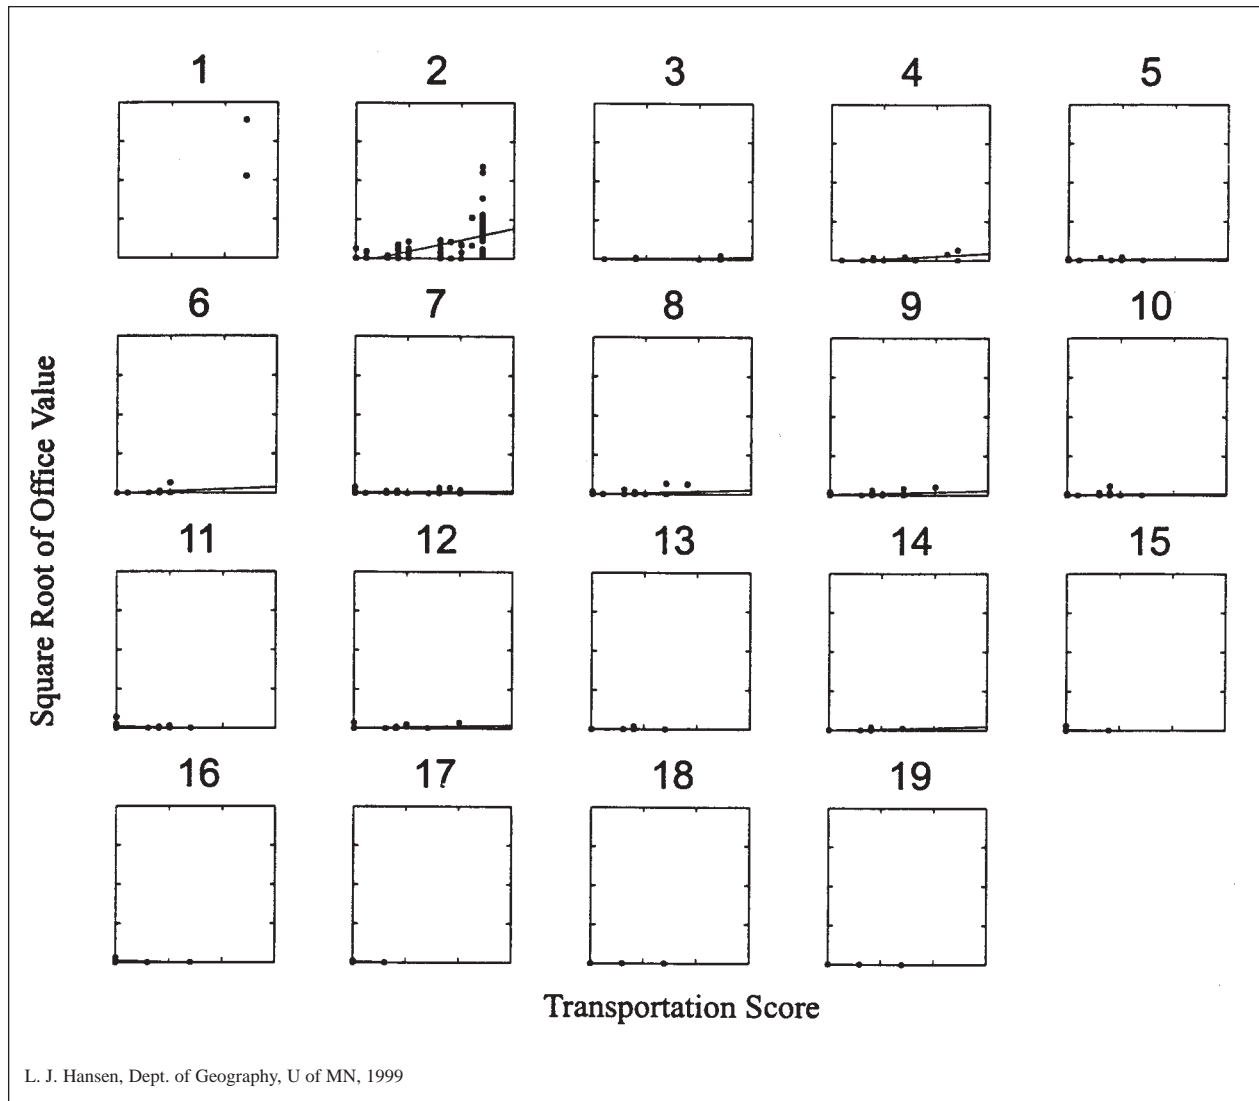 1 2 3 4 5
6 7 8 9 10
Square Root of Office Value
11 12 13 14 15
16 17 18 19
Transportation Score
L. J. Hansen, Dept. of Geography, U of MN, 1999